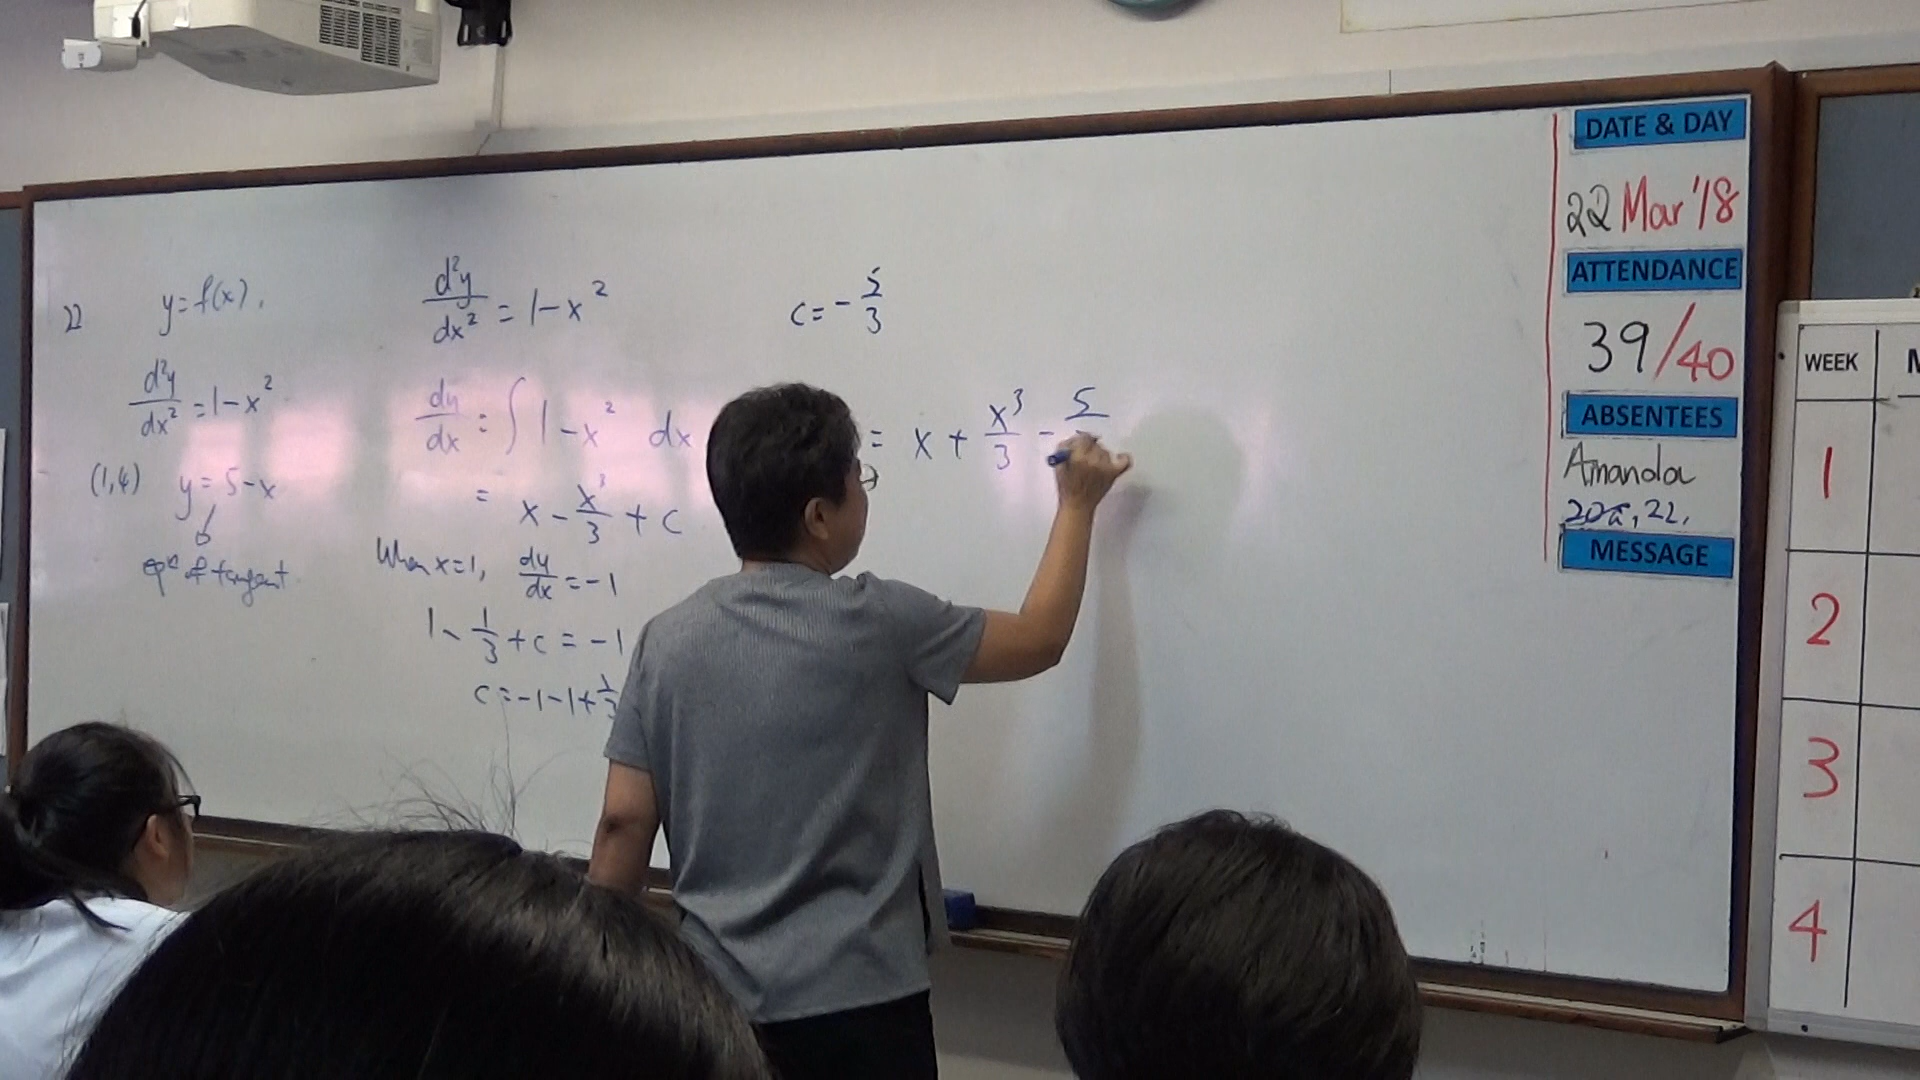 22
y = f(x),
d²y/dx² = 1 - x²
(1,4) y = 5 - x
eqn of tangent
d²y/dx² = 1 - x²
dy/dx = ∫ 1 - x² dx
= x - x³/3 + c
When x = 1, dy/dx = -1
1 - 1/3 + c = -1
c = -1 - 1 + 1/3
c = - 5/3
= x + x³/3 - 5
DATE & DAY
22 Mar '18
ATTENDANCE
39/40
ABSENTEES
Amanda
22,
MESSAGE
WEEK
1
2
3
4